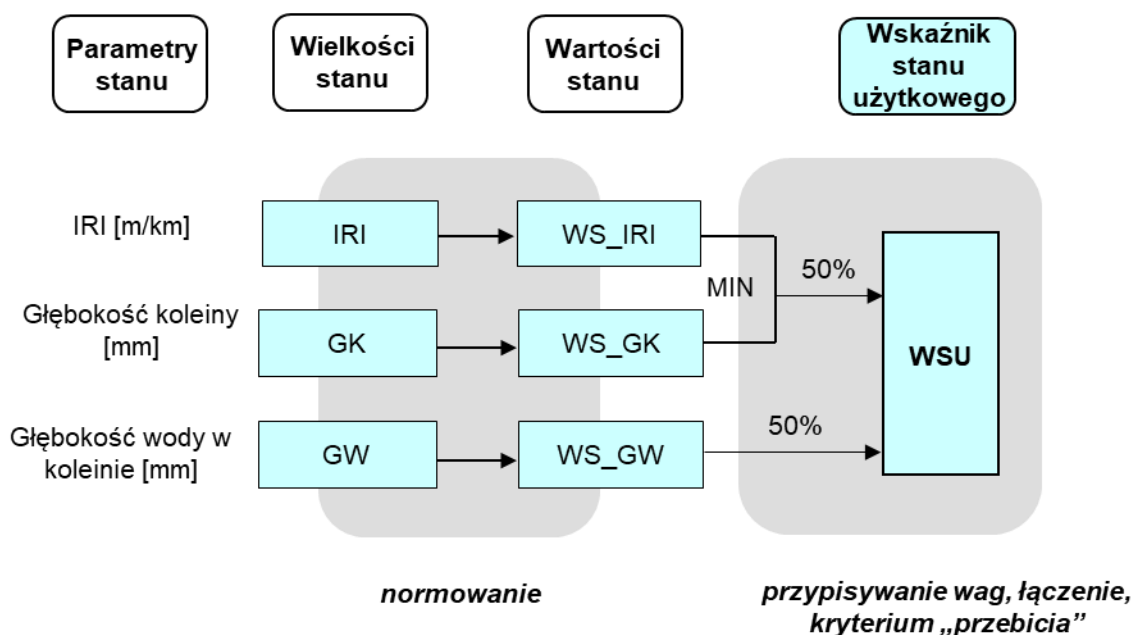 Parametry
stanu
Wielkości
stanu
Wartości
stanu
Wskaźnik
stanu
użytkowego
IRI [m/km]
IRI
WS_IRI
MIN
50%
Głębokość koleiny
[mm]
GK
WS_GK
WSU
Głębokość wody w
koleinie [mm]
GW
WS_GW
50%
normowanie
przypisywanie wag, łączenie,
kryterium „przebicia”